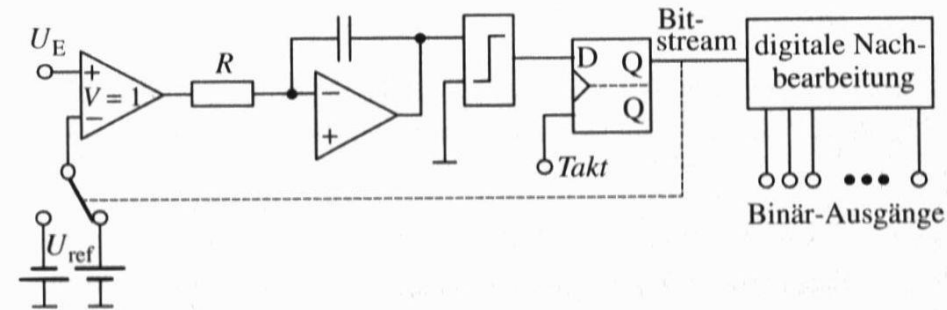 U_E
+
V = 1
−
R
−
+
D Q
Q
Takt
Bit-
stream
digitale Nach-
bearbeitung
Binär-Ausgänge
U_ref